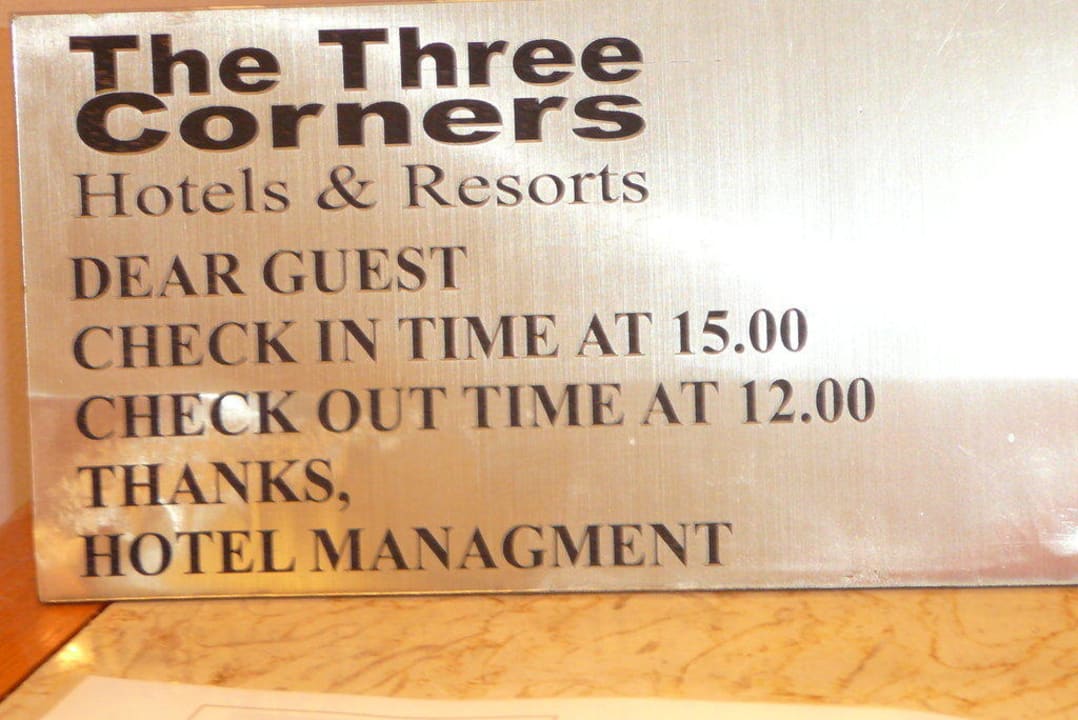 The Three
Corners
Hotels & Resorts
DEAR GUEST
CHECK IN TIME AT 15.00
CHECK OUT TIME AT 12.00
THANKS,
HOTEL MANAGMENT